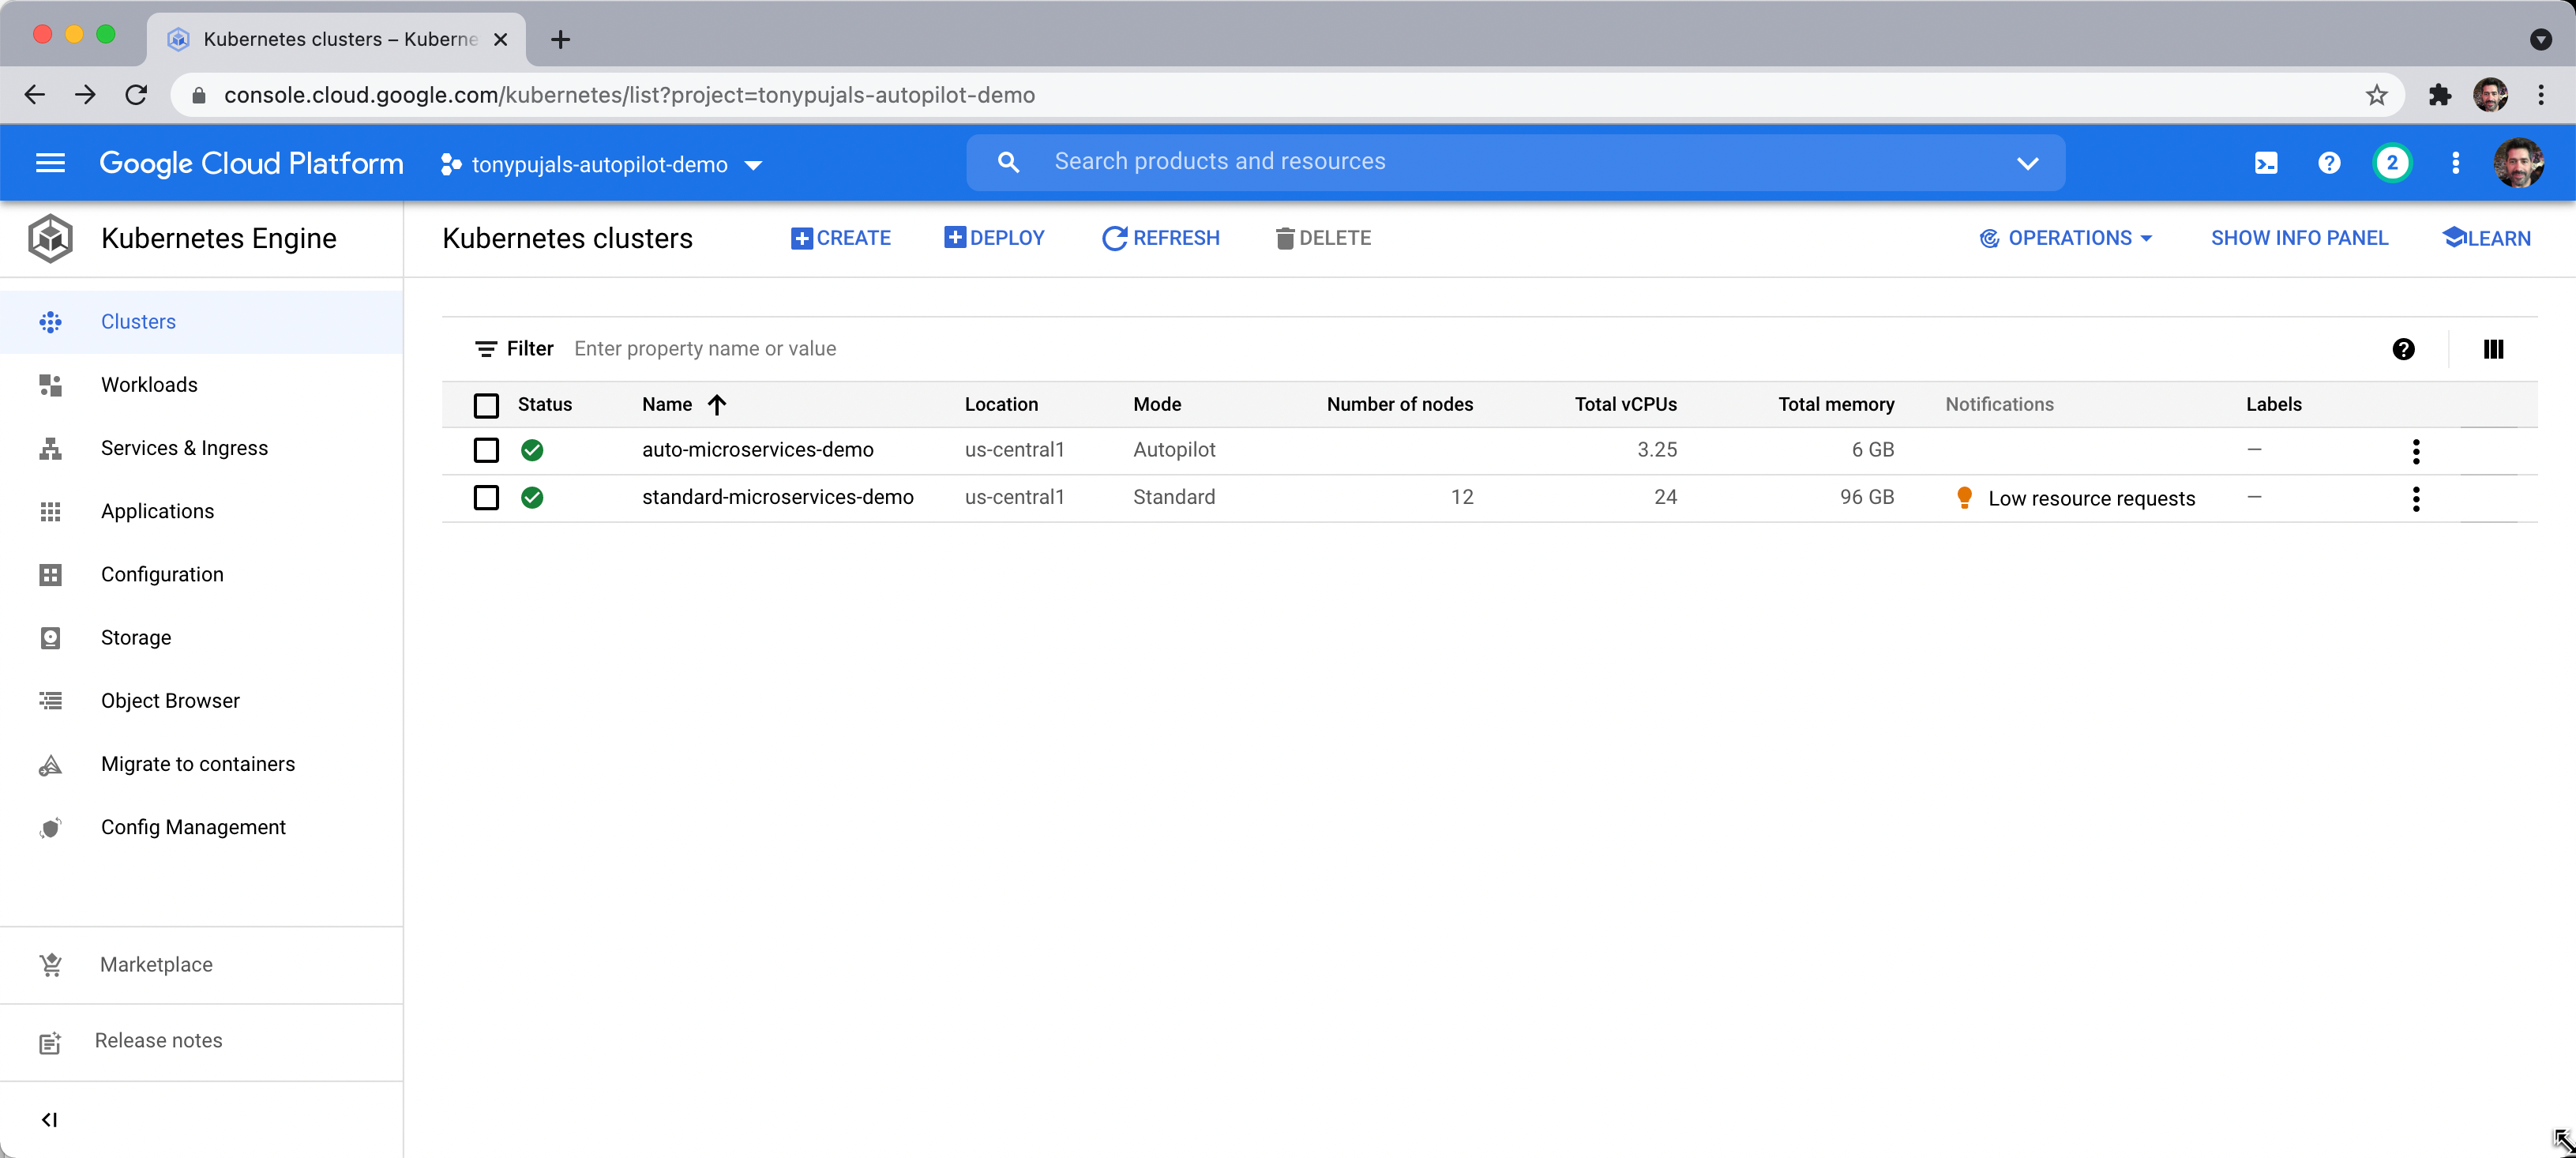 Kubernetes clusters – Kuberne
console.cloud.google.com/kubernetes/list?project=tonypujals-autopilot-demo
Google Cloud Platform
tonypujals-autopilot-demo
Search products and resources
2
Kubernetes Engine
Kubernetes clusters
CREATE
DEPLOY
REFRESH
DELETE
OPERATIONS
SHOW INFO PANEL
LEARN
Clusters
Workloads
Services & Ingress
Applications
Configuration
Storage
Object Browser
Migrate to containers
Config Management
Marketplace
Release notes
Filter Enter property name or value
Status Name Location Mode Number of nodes Total vCPUs Total memory Notifications Labels
auto-microservices-demo us-central1 Autopilot 3.25 6 GB —
standard-microservices-demo us-central1 Standard 12 24 96 GB Low resource requests —